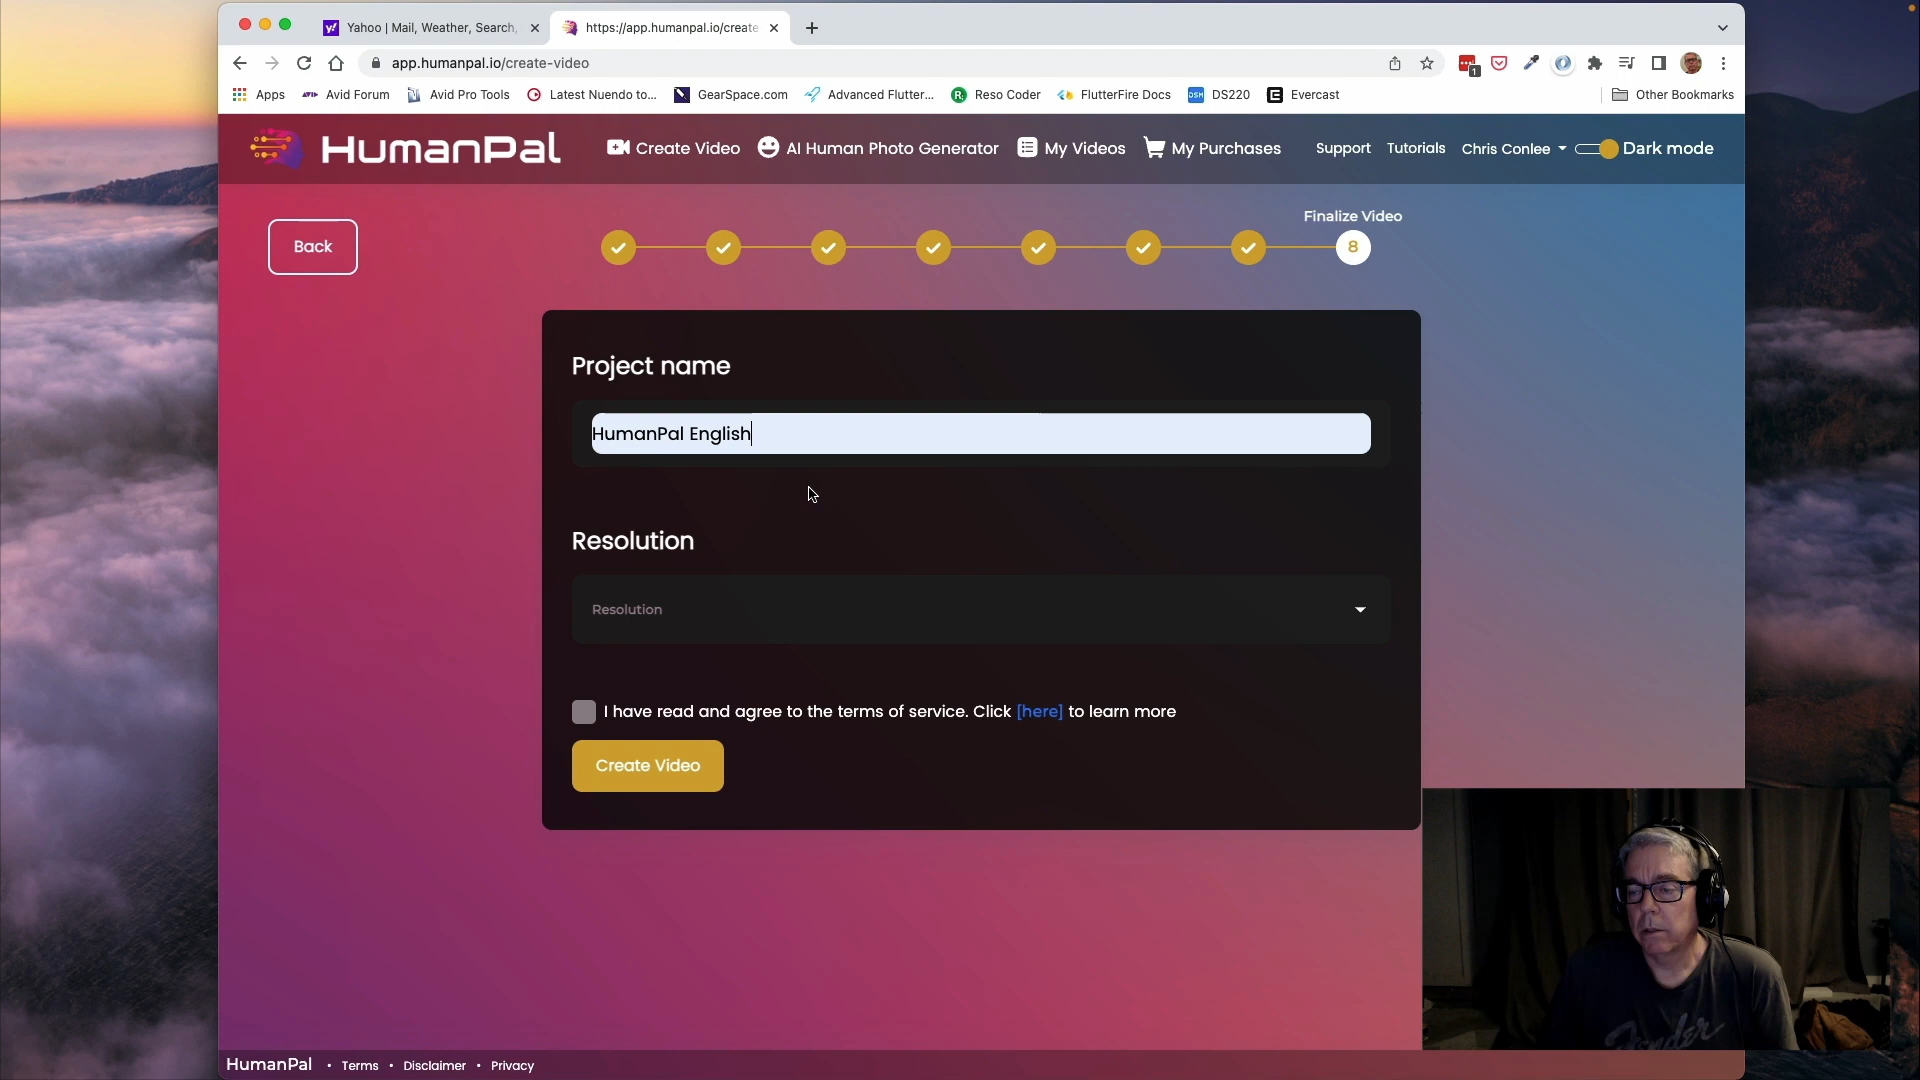 Yahoo | Mail, Weather, Search,
https://app.humanpal.io/create
app.humanpal.io/create-video
1
Apps
Avid Forum
Avid Pro Tools
Latest Nuendo to...
GearSpace.com
Advanced Flutter...
Reso Coder
FlutterFire Docs
DS220
Evercast
Other Bookmarks
HumanPal
Create Video
AI Human Photo Generator
My Videos
My Purchases
Support
Tutorials
Chris Conlee
Dark mode
Back
Finalize Video
8
Project name
HumanPal English
Resolution
Resolution
I have read and agree to the terms of service. Click [here] to learn more
Create Video
Fender
HumanPal • Terms • Disclaimer • Privacy